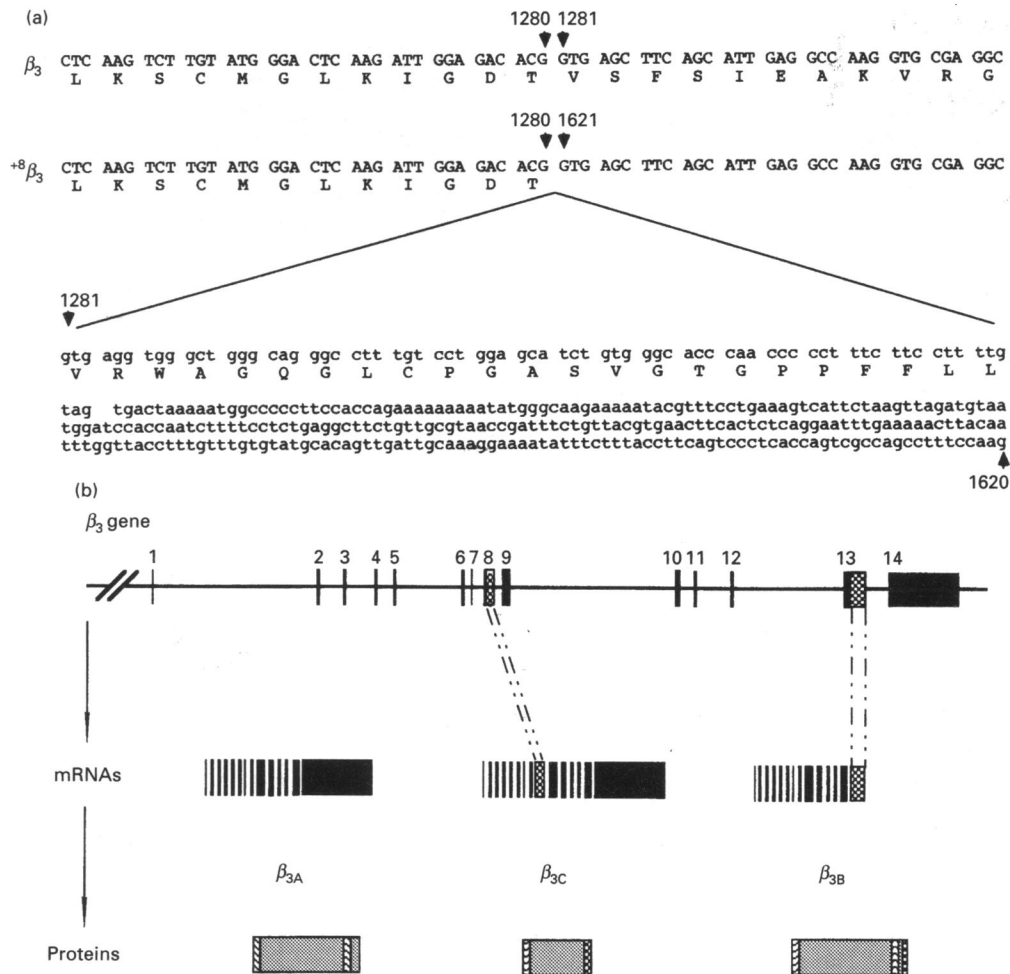 (a)
1280 1281
β3 CTC AAG TCT TGT ATG GGA CTC AAG ATT GGA GAC ACG GTG AGC TTC AGC ATT GAG GCC AAG GTG CGA GGC
L K S C M G L K I G D T V S F S I E A K V R G
1280 1621
+8β3 CTC AAG TCT TGT ATG GGA CTC AAG ATT GGA GAC ACG GTG AGC TTC AGC ATT GAG GCC AAG GTG CGA GGC
L K S C M G L K I G D T
1281
gtg agg tgg gct ggg cag ggc ctt tgt cct gga gca tct gtg ggc acc caa ccc cct ttc ttc ctt ttg
V R W A G Q G L C P G A S V G T G P P F F L L
tag tgactaaaaatggcccccttccaccagaaaaaaaaatatgggcaagaaaaatacgtttcctgaaagtcattctaagttagatgtaa
tggatccaccaatctttttcctctgaggcttctgttgcgtaaccgatttctgttacgtgaacttcactctcaggaatttgaaaaacttacaa
tttggttacctttgtttgtgtatgcacagttgattgcaaaggaaaatatttctttaccttcagtccctcaccagtcgccagcctttccaag
1620
(b)
β3 gene
1 2 3 4 5 6 7 8 9 10 11 12 13 14
mRNAs
β3A β3C β3B
Proteins